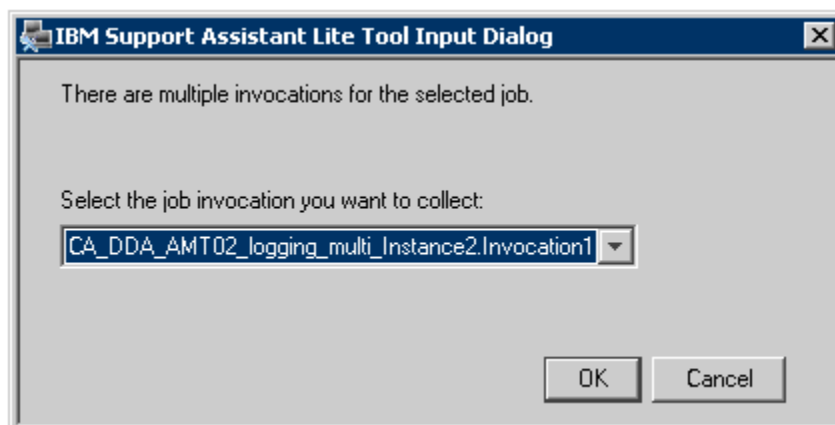 IBM Support Assistant Lite Tool Input Dialog
There are multiple invocations for the selected job.
Select the job invocation you want to collect:
CA_DDA_AMT02_logging_multi_Instance2.Invocation1
OK Cancel